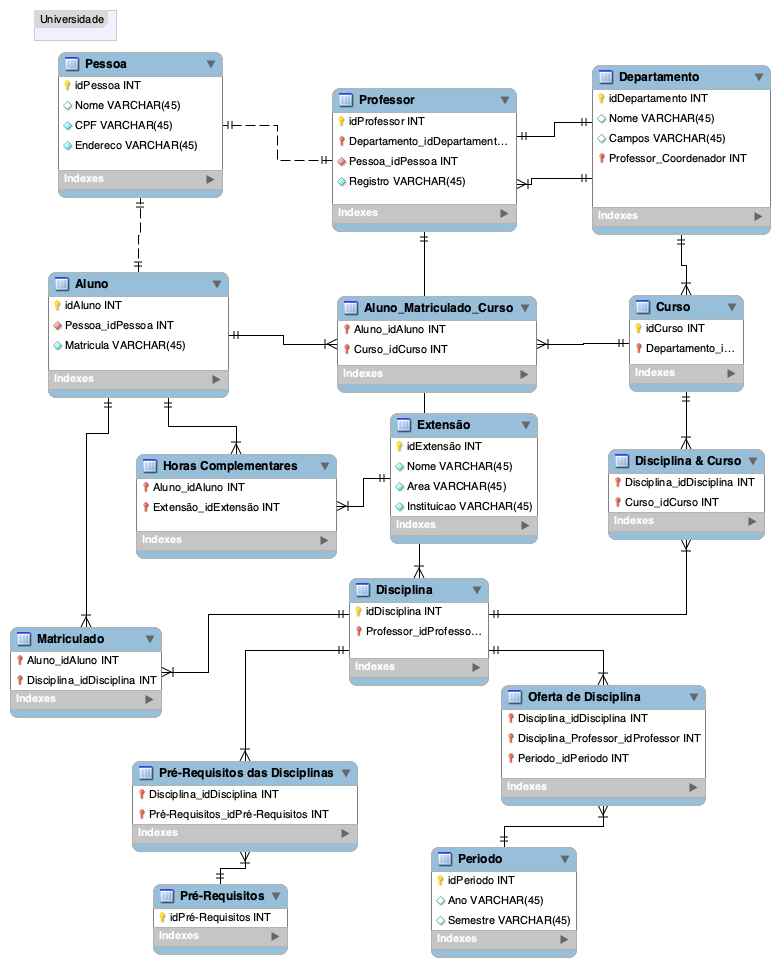 Universidade
Pessoa
idPessoa INT
Nome VARCHAR(45)
CPF VARCHAR(45)
Endereco VARCHAR(45)
Indexes
Professor
idProfessor INT
Departamento_idDepartament...
Pessoa_idPessoa INT
Registro VARCHAR(45)
Indexes
Departamento
idDepartamento INT
Nome VARCHAR(45)
Campos VARCHAR(45)
Professor_Coordenador INT
Indexes
Aluno
idAluno INT
Pessoa_idPessoa INT
Matricula VARCHAR(45)
Indexes
Aluno_Matriculado_Curso
Aluno_idAluno INT
Curso_idCurso INT
Indexes
Curso
idCurso INT
Departamento_i...
Indexes
Horas Complementares
Aluno_idAluno INT
Extensão_idExtensão INT
Indexes
Extensão
idExtensão INT
Nome VARCHAR(45)
Area VARCHAR(45)
Instituicao VARCHAR(45)
Indexes
Disciplina & Curso
Disciplina_idDisciplina INT
Curso_idCurso INT
Indexes
Disciplina
idDisciplina INT
Professor_idProfesso...
Indexes
Matriculado
Aluno_idAluno INT
Disciplina_idDisciplina INT
Indexes
Oferta de Disciplina
Disciplina_idDisciplina INT
Disciplina_Professor_idProfessor INT
Periodo_idPeriodo INT
Indexes
Pré-Requisitos das Disciplinas
Disciplina_idDisciplina INT
Pré-Requisitos_idPré-Requisitos INT
Indexes
Pré-Requisitos
idPré-Requisitos INT
Indexes
Periodo
idPeriodo INT
Ano VARCHAR(45)
Semestre VARCHAR(45)
Indexes